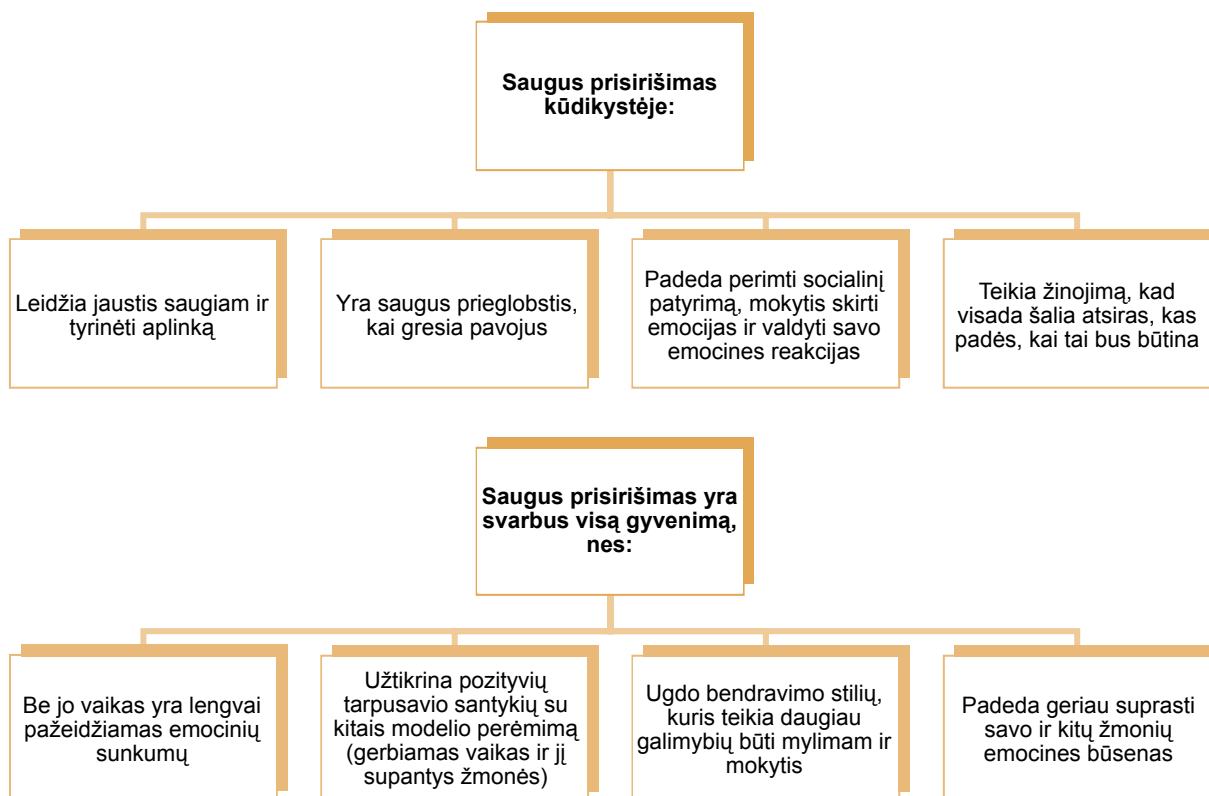 Saugus prisirišimas
kūdikystėje:
Leidžia jaustis saugiam ir
tyrinėti aplinką
Yra saugus prieglobstis,
kai gresia pavojus
Padeda perimti socialinį
patyrimą, mokytis skirti
emocijas ir valdyti savo
emocines reakcijas
Teikia žinojimą, kad
visada šalia atsiras, kas
padės, kai tai bus būtina
Saugus prisirišimas yra
svarbus visą gyvenimą,
nes:
Be jo vaikas yra lengvai
pažeidžiamas emocinių
sunkumų
Užtikrina pozityvių
tarpusavio santykių su
kitais modelio perėmimą
(gerbiamas vaikas ir jį
supantys žmonės)
Ugdo bendravimo stilių,
kuris teikia daugiau
galimybių būti mylimam ir
mokytis
Padeda geriau suprasti
savo ir kitų žmonių
emocines būsenas